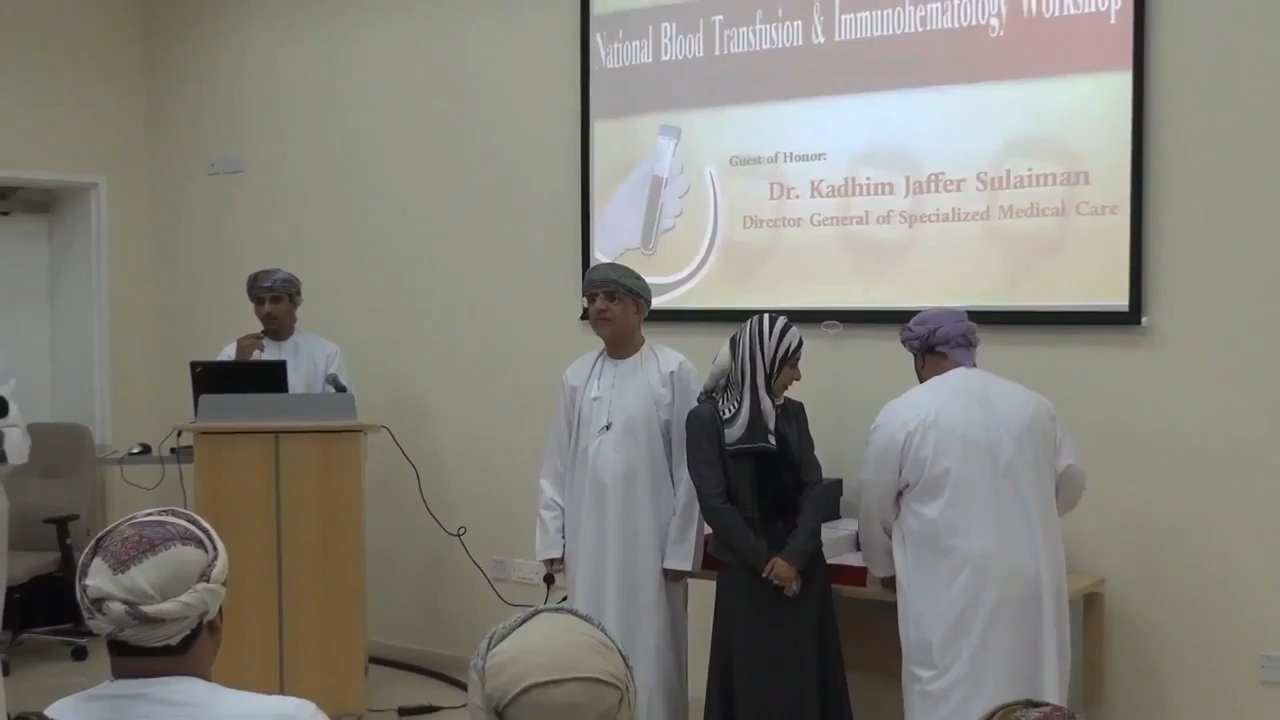 National Blood Transfusion & Immunohematology Workshop
Guest of Honor:
Dr. Kadhim Jaffer Sulaiman
Director General of Specialized Medical Care